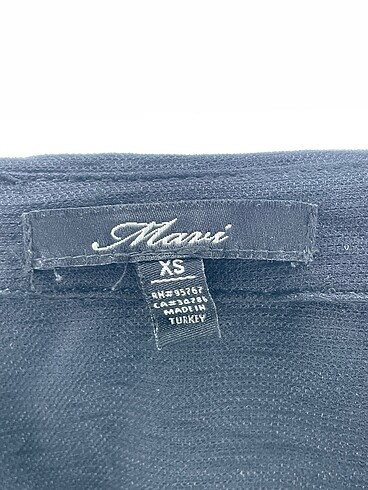 Mavi
XS
RN#95767
CA#30286
MADE IN
TURKEY